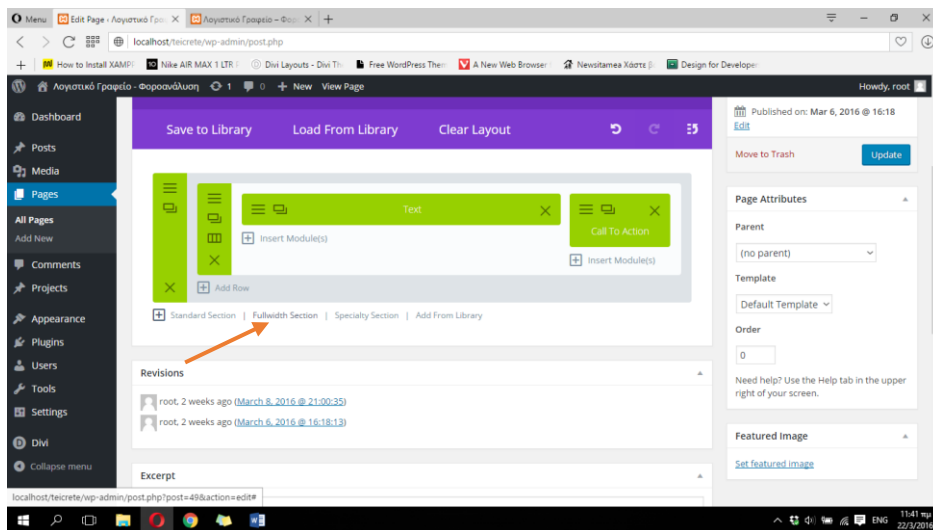 Menu Edit Page ‹ Λογιστικό Γρα Λογιστικό Γραφείο – Φορ
localhost/teicrete/wp-admin/post.php
How to Install XAMPP Nike AIR MAX 1 LTR Divi Layouts - Divi Th Free WordPress Them A New Web Browser Newsitamea Χάστε β Design for Developer
Λογιστικό Γραφείο - Φοροανάλυση 1 0 + New View Page Howdy, root
Dashboard
Posts
Media
Pages
All Pages
Add New
Comments
Projects
Appearance
Plugins
Users
Tools
Settings
Divi
Collapse menu
Save to Library Load From Library Clear Layout
Text
Insert Module(s)
Call To Action
Insert Module(s)
Add Row
Standard Section | Fullwidth Section | Specialty Section | Add From Library
Revisions
root, 2 weeks ago (March 8, 2016 @ 21:00:35)
root, 2 weeks ago (March 6, 2016 @ 16:18:13)
Excerpt
Published on: Mar 6, 2016 @ 16:18
Edit
Move to Trash Update
Page Attributes
Parent
(no parent)
Template
Default Template
Order
0
Need help? Use the Help tab in the upper
right of your screen.
Featured Image
Set featured image
localhost/teicrete/wp-admin/post.php?post=49&action=edit#
ENG 11:41 πμ
22/3/2016